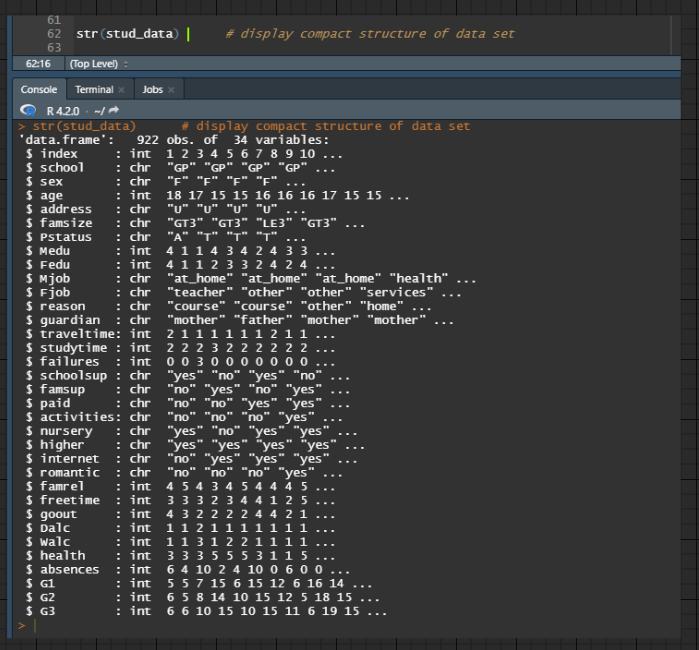 61
62 str(stud_data) # display compact structure of data set
63
62:16 (Top Level) :
Console Terminal × Jobs ×
R 4.2.0 · ~/
> str(stud_data) # display compact structure of data set
'data.frame': 922 obs. of 34 variables:
$ index : int 1 2 3 4 5 6 7 8 9 10 ...
$ school : chr "GP" "GP" "GP" "GP" ...
$ sex : chr "F" "F" "F" "F" ...
$ age : int 18 17 15 15 16 16 16 17 15 15 ...
$ address : chr "U" "U" "U" "U" ...
$ famsize : chr "GT3" "GT3" "LE3" "GT3" ...
$ Pstatus : chr "A" "T" "T" "T" ...
$ Medu : int 4 1 1 4 3 4 2 4 3 3 ...
$ Fedu : int 4 1 1 2 3 3 2 4 2 4 ...
$ Mjob : chr "at_home" "at_home" "at_home" "health" ...
$ Fjob : chr "teacher" "other" "other" "services" ...
$ reason : chr "course" "course" "other" "home" ...
$ guardian : chr "mother" "father" "mother" "mother" ...
$ traveltime: int 2 1 1 1 1 1 1 2 1 1 ...
$ studytime : int 2 2 2 3 2 2 2 2 2 2 ...
$ failures : int 0 0 3 0 0 0 0 0 0 0 ...
$ schoolsup : chr "yes" "no" "yes" "no" ...
$ famsup : chr "no" "yes" "no" "yes" ...
$ paid : chr "no" "no" "yes" "yes" ...
$ activities: chr "no" "no" "no" "yes" ...
$ nursery : chr "yes" "no" "yes" "yes" ...
$ higher : chr "yes" "yes" "yes" "yes" ...
$ internet : chr "no" "yes" "yes" "yes" ...
$ romantic : chr "no" "no" "no" "yes" ...
$ famrel : int 4 5 4 3 4 5 4 4 4 5 ...
$ freetime : int 3 3 3 2 3 4 4 1 2 5 ...
$ goout : int 4 3 2 2 2 2 4 4 2 1 ...
$ Dalc : int 1 1 2 1 1 1 1 1 1 1 ...
$ Walc : int 1 1 3 1 2 2 1 1 1 1 ...
$ health : int 3 3 3 5 5 5 3 1 1 5 ...
$ absences : int 6 4 10 2 4 10 0 6 0 0 ...
$ G1 : int 5 5 7 15 6 15 12 6 16 14 ...
$ G2 : int 6 5 8 14 10 15 12 5 18 15 ...
$ G3 : int 6 6 10 15 10 15 11 6 19 15 ...
>